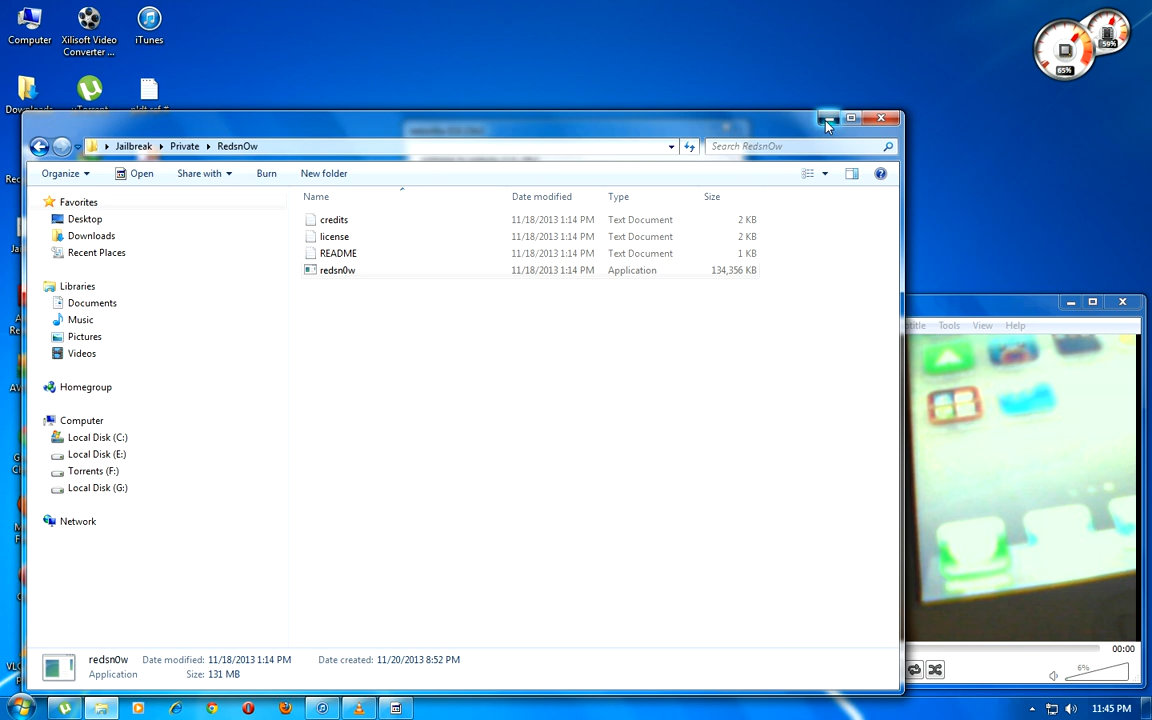 Computer
Xilisoft Video
Converter ...
iTunes
65%
59%
Jailbreak
Private
RedsnOw
Search RedsnOw
Organize
Open
Share with
Burn
New folder
Name
Date modified
Type
Size
credits
11/18/2013 1:14 PM
Text Document
2 KB
license
11/18/2013 1:14 PM
Text Document
2 KB
README
11/18/2013 1:14 PM
Text Document
1 KB
redsn0w
11/18/2013 1:14 PM
Application
134,356 KB
Favorites
Desktop
Downloads
Recent Places
Libraries
Documents
Music
Pictures
Videos
Homegroup
Computer
Local Disk (C:)
Local Disk (E:)
Torrents (F:)
Local Disk (G:)
Network
Tools
View
Help
00:00
6%
redsn0w
Date modified: 11/18/2013 1:14 PM
Date created: 11/20/2013 8:52 PM
Application
Size: 131 MB
11:45 PM